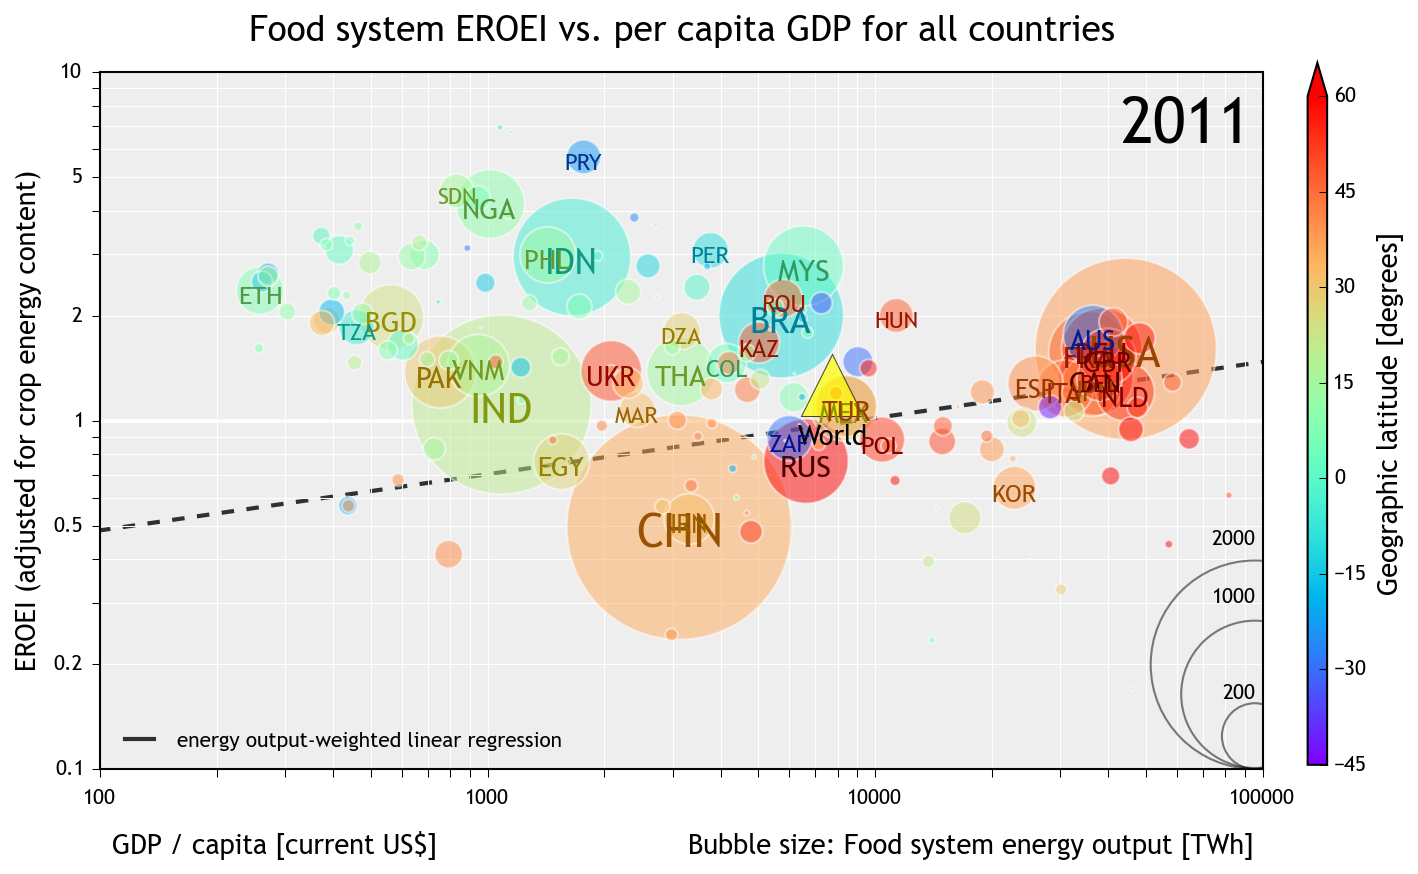 Food system EROEI vs. per capita GDP for all countries
2011
10
5
2
1
0.5
0.2
0.1
EROEI (adjusted for crop energy content)
PRY
SDN
NGA
PHL
IDN
PER
MYS
ETH
ROU
HUN
BRA
TZA
BGD
DZA
KAZ
AUS
USA
GBR
PAK
VNM
UKR
THA
COL
CAN
DEU
ESP
ITA
NLD
IND
MAR
TUR
World
ZAF
POL
EGY
RUS
KOR
CHN
IRN
2000
1000
200
energy output-weighted linear regression
100
1000
10000
100000
GDP / capita [current US$]
Bubble size: Food system energy output [TWh]
60
45
30
15
0
−15
−30
−45
Geographic latitude [degrees]